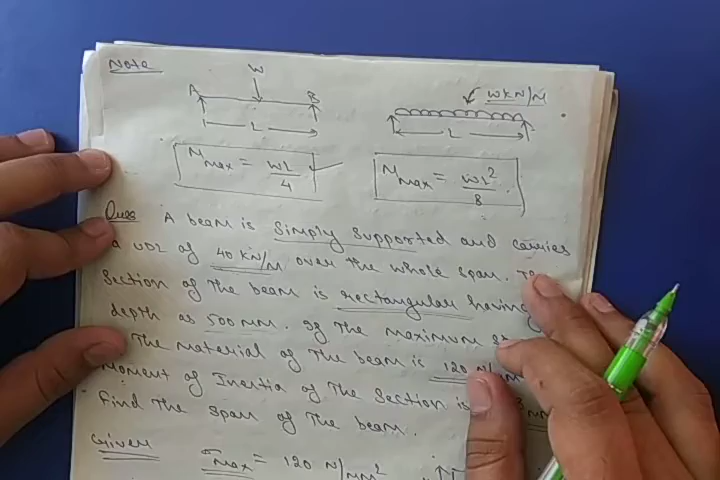 Note
W
A B
L
W KN/M
L
M max = WL/4
M max = WL²/8
Ques A beam is Simply Supported and carries
a UDL of 40 KN/M over the whole span. The
Section of the beam is rectangular having
depth as 500 MM. If the maximum
The Material of the beam is 120 N/
Moment of Inertia of the Section is
Find the span of the beam.
Given
σmax = 120 N/MM²